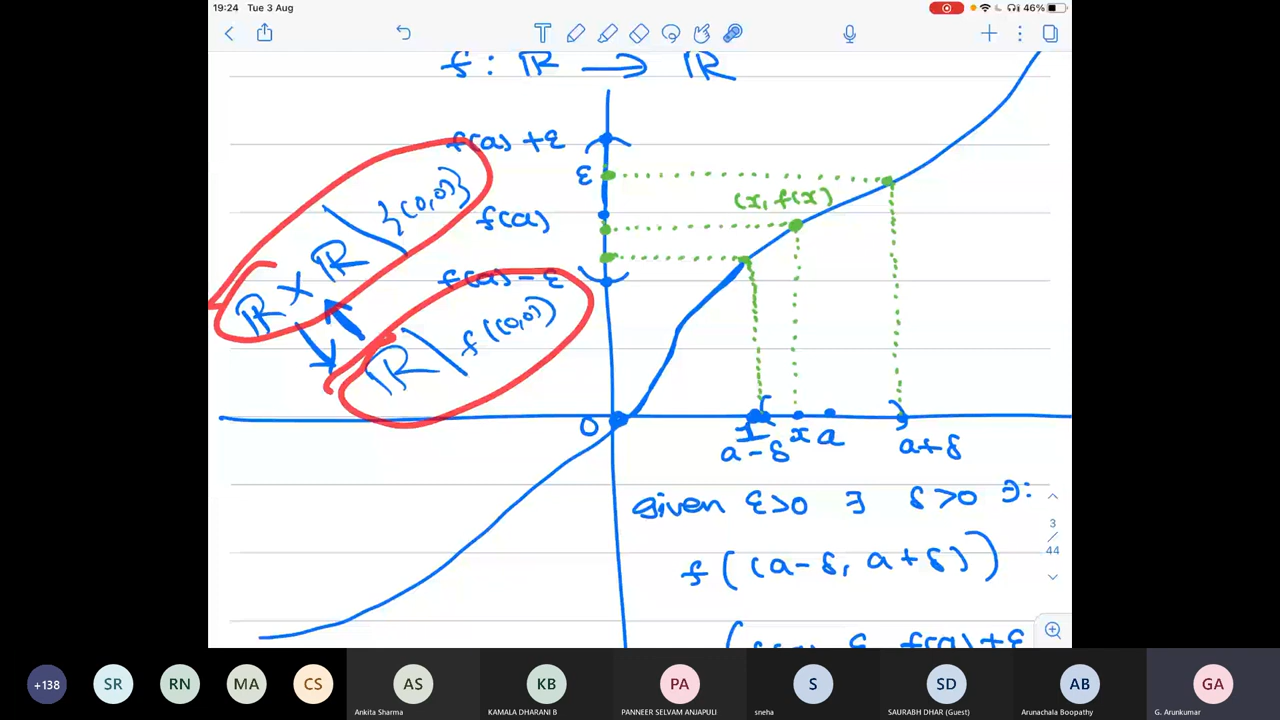 19:24 Tue 3 Aug
46%
f : ℝ → ℝ
f(a) + ε
ε
(x, f(x))
f(a)
f(a) - ε
ℝ × ℝ \ {(0,0)}
ℝ \ f((0,0))
0
x a
a - δ
a + δ
given ε>0 ∃ δ>0 ∋:
f ((a-δ, a+δ))
3
/
44
+138 SR RN MA CS AS KB PA S SD AB GA
Ankita Sharma KAMALA DHARANI B PANNEER SELVAM ANJAPULI sneha SAURABH DHAR (Guest) Arunachala Boopathy G. Arunkumar